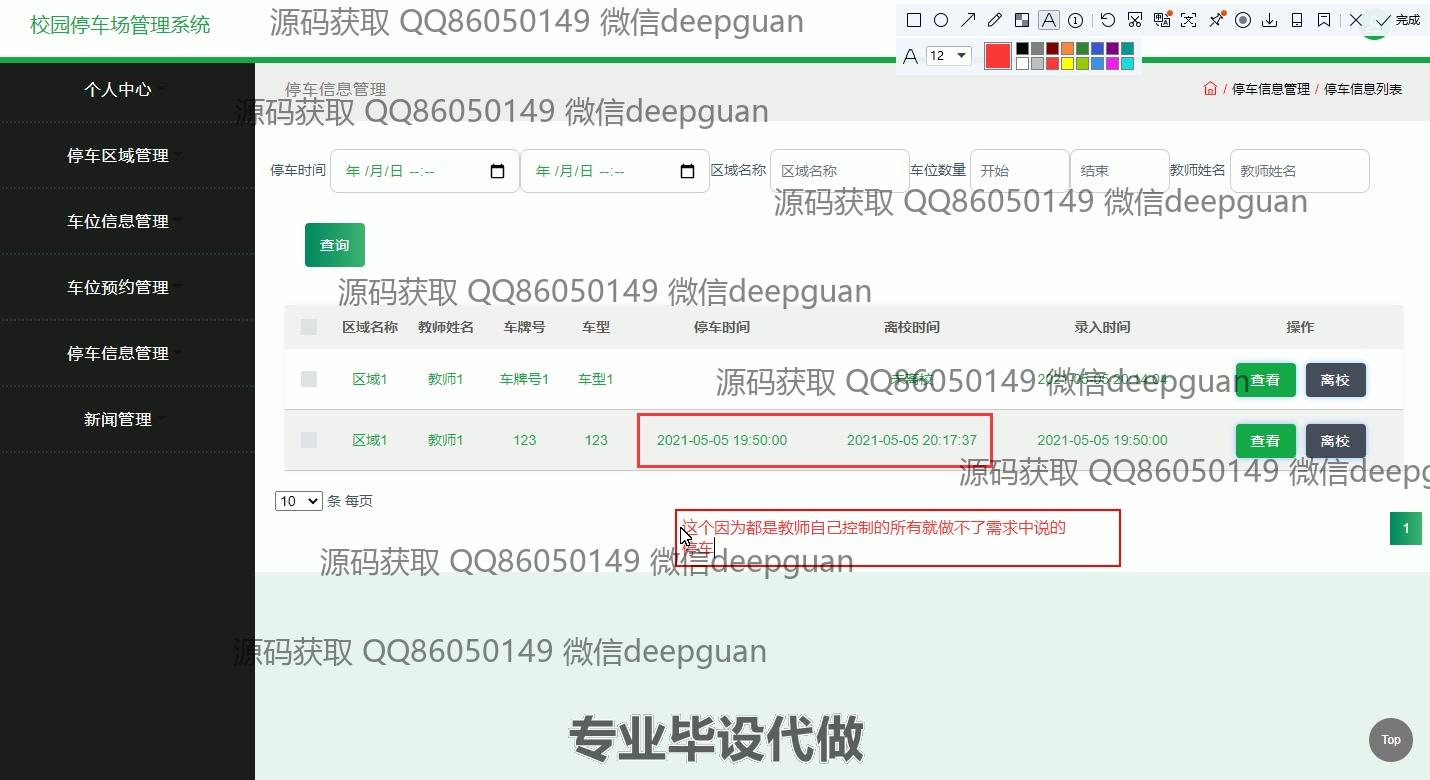 校园停车场管理系统
源码获取 QQ86050149 微信deepguan
完成
A 12
个人中心
停车信息管理
/ 停车信息管理 / 停车信息列表
源码获取 QQ86050149 微信deepguan
停车区域管理
停车时间 年 /月/日 --:-- 年 /月/日 --:-- 区域名称 区域名称 车位数量 开始 结束 教师姓名 教师姓名
源码获取 QQ86050149 微信deepguan
车位信息管理
查询
车位预约管理
源码获取 QQ86050149 微信deepguan
区域名称 教师姓名 车牌号 车型 停车时间 离校时间 录入时间 操作
停车信息管理
区域1 教师1 车牌号1 车型1 未离校 2021-05-05 20:14:04 查看 离校
源码获取 QQ86050149 微信deepguan
新闻管理
区域1 教师1 123 123 2021-05-05 19:50:00 2021-05-05 20:17:37 2021-05-05 19:50:00 查看 离校
源码获取 QQ86050149 微信deepg
10 条 每页
1
这个因为都是教师自己控制的所有就做不了需求中说的
停车
源码获取 QQ86050149 微信deepguan
源码获取 QQ86050149 微信deepguan
专业毕设代做
Top